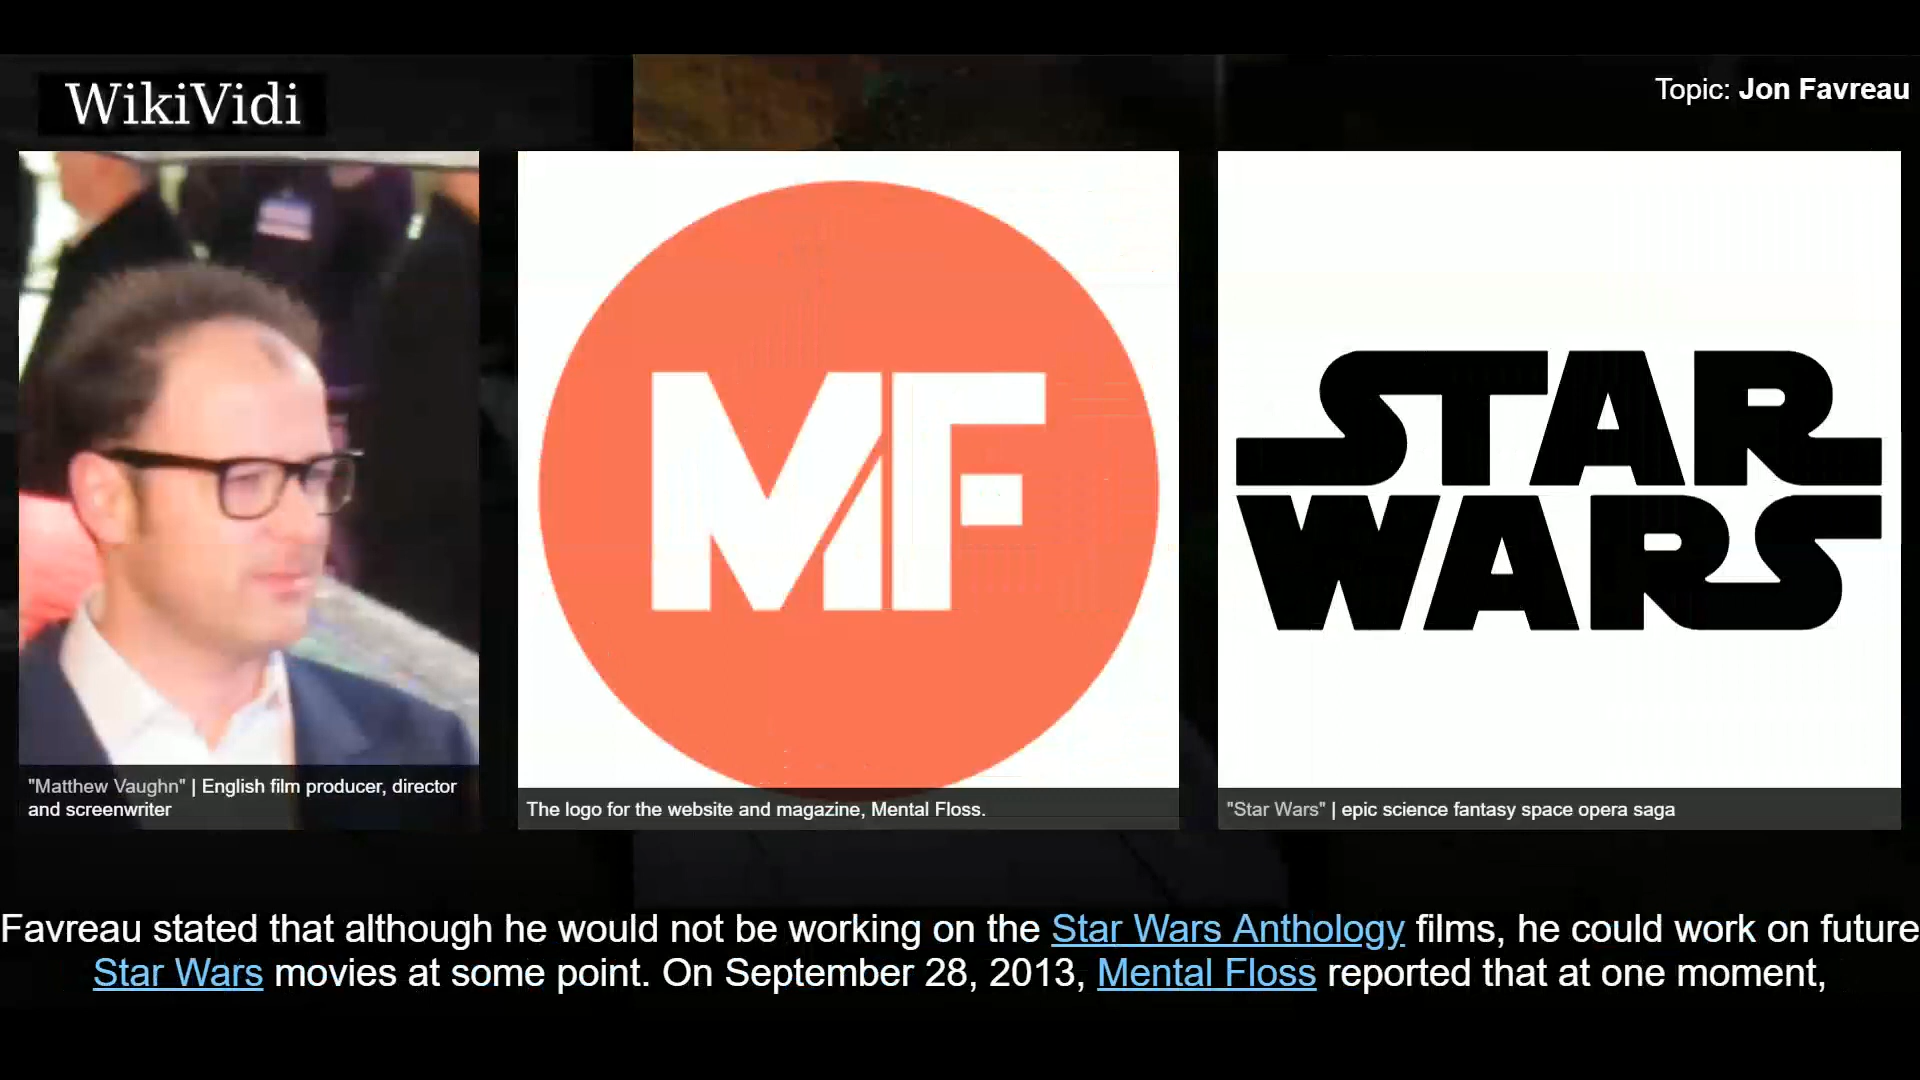 WikiVidi
Topic: Jon Favreau
MF
STAR
WARS
"Matthew Vaughn" | English film producer, director
and screenwriter
The logo for the website and magazine, Mental Floss.
"Star Wars" | epic science fantasy space opera saga
Favreau stated that although he would not be working on the Star Wars Anthology films, he could work on future
Star Wars movies at some point. On September 28, 2013, Mental Floss reported that at one moment,